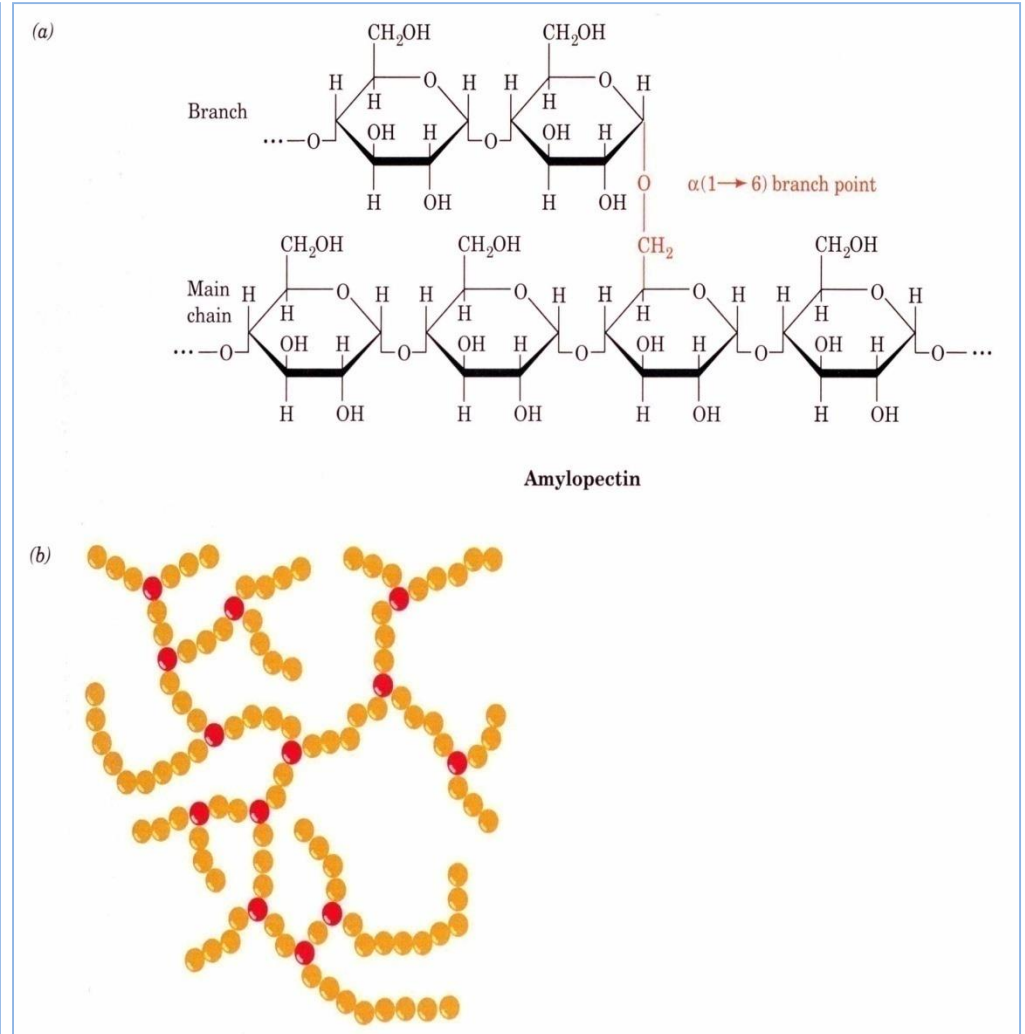 (a)
CH₂OH CH₂OH
H O H H O H
Branch H H
OH H OH H
···—O O
H OH H OH
O α(1→ 6) branch point
CH₂OH CH₂OH CH₂ CH₂OH
Main H O H H O H H O H H O H
chain H H H H
OH H OH H OH H OH H
···—O O O O O—···
H OH H OH H OH H OH
Amylopectin
(b)